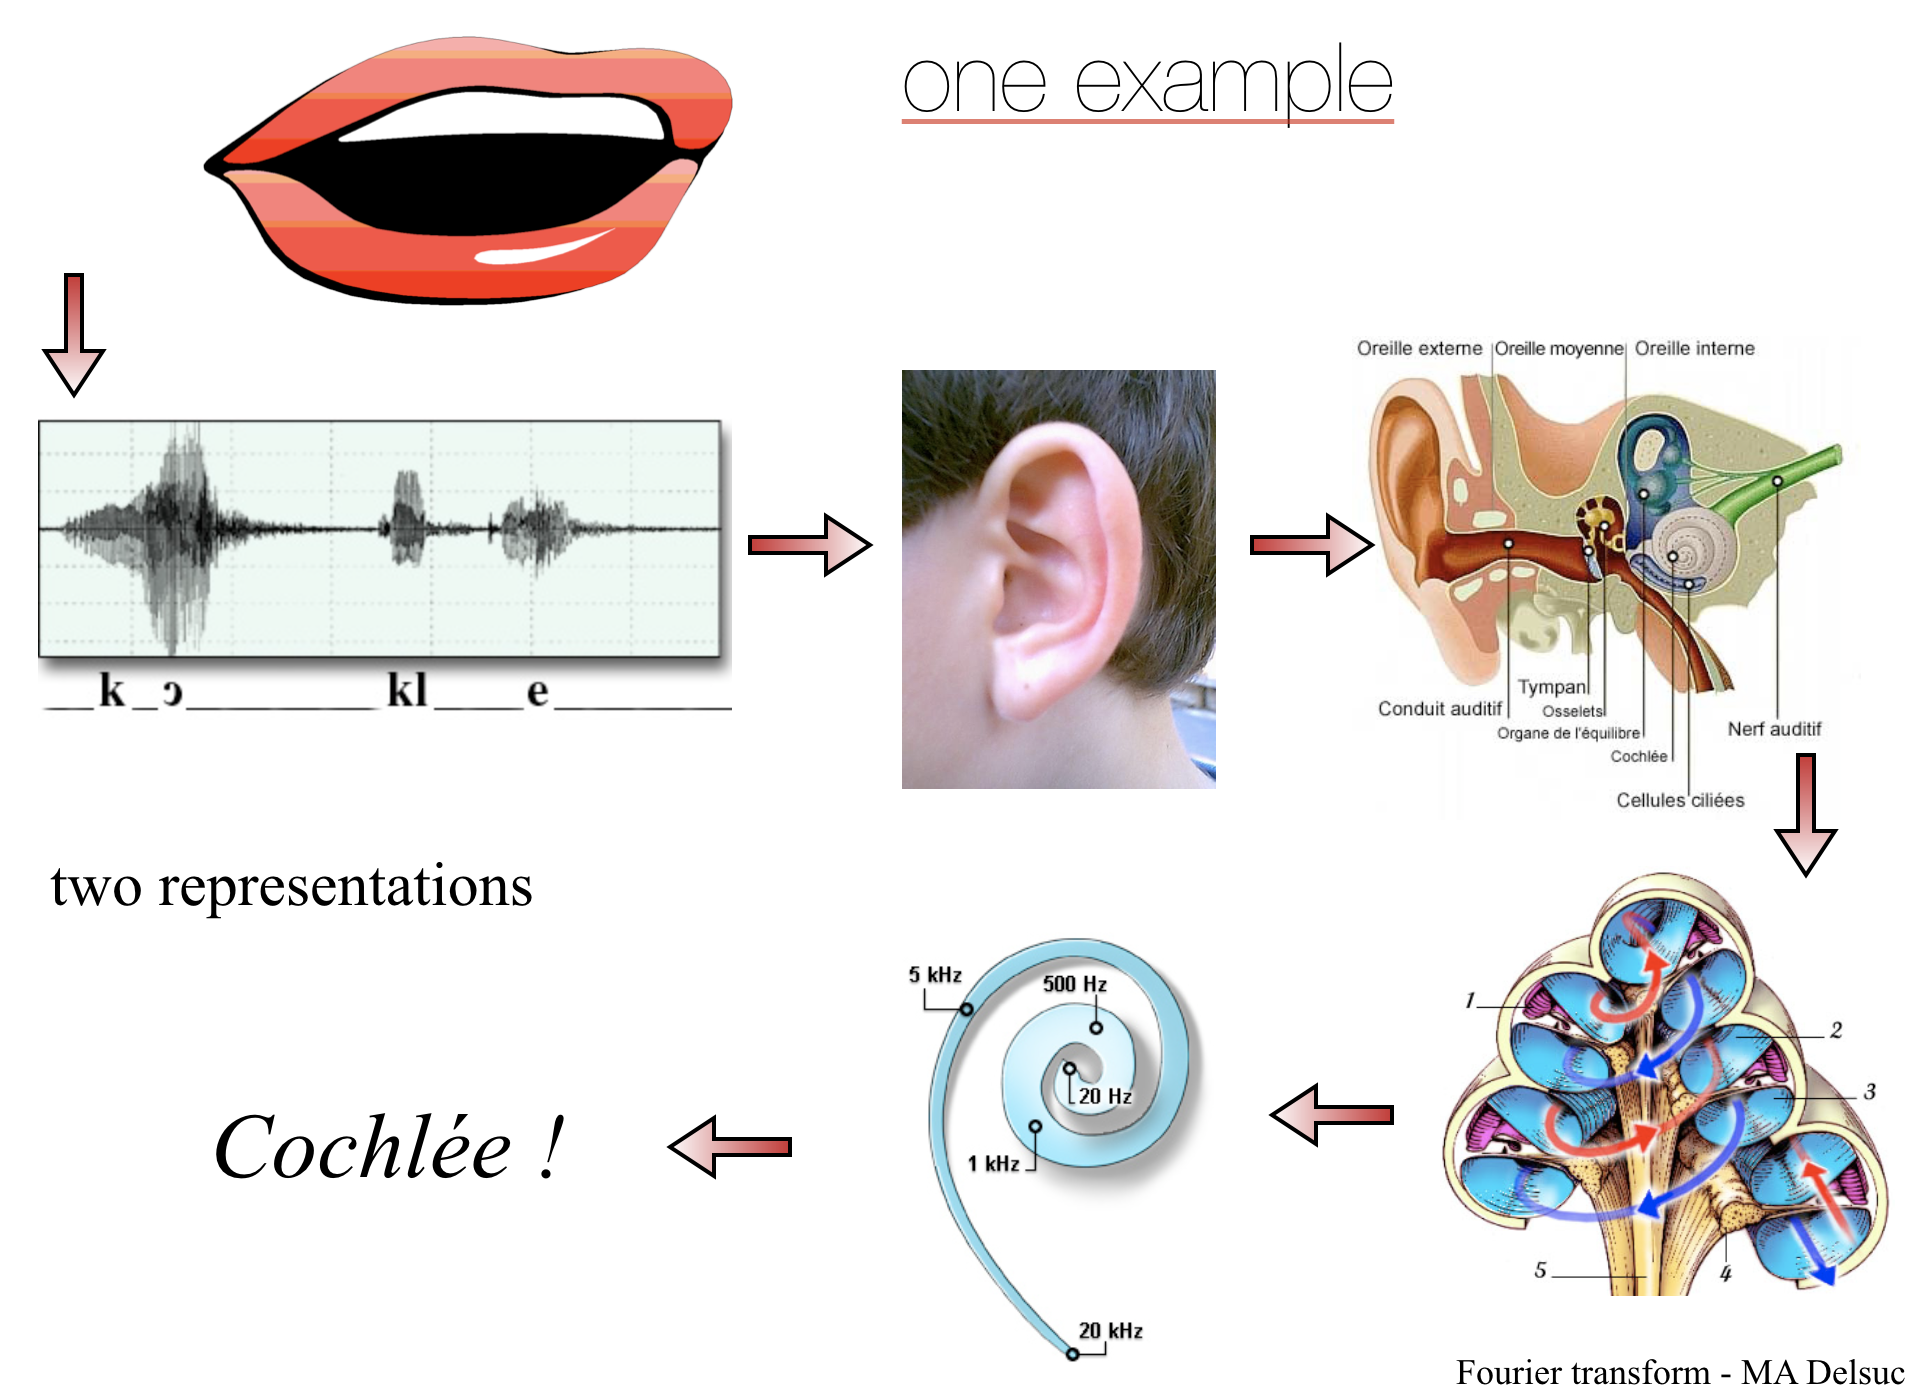 one example
Oreille externe Oreille moyenne Oreille interne
k ɔ kl e
Tympan
Conduit auditif
Osselets
Organe de l'équilibre
Nerf auditif
Cochlée
Cellules ciliées
two representations
5 kHz
500 Hz
20 Hz
1 kHz
20 kHz
1
2
3
4
5
Cochlée !
Fourier transform - MA Delsuc